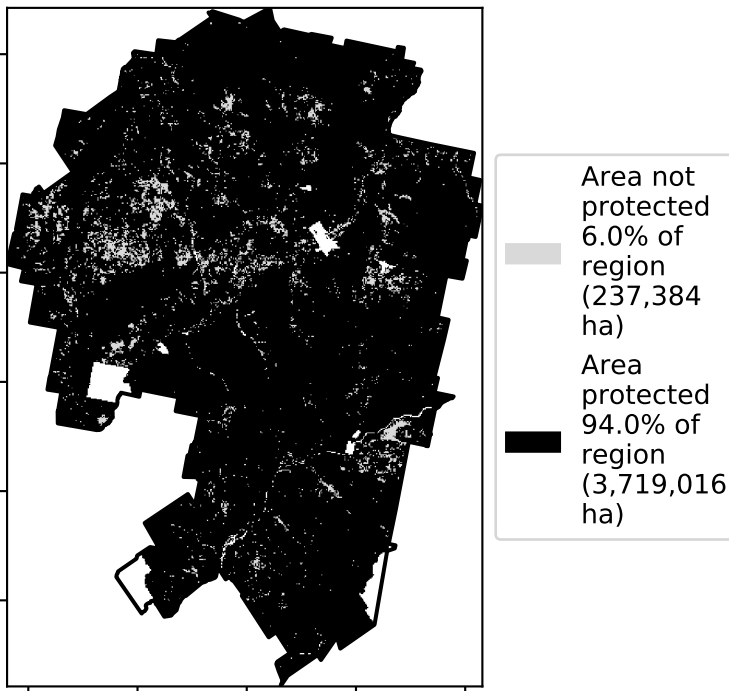 Area not
protected
6.0% of
region
(237,384
ha)
Area
protected
94.0% of
region
(3,719,016
ha)